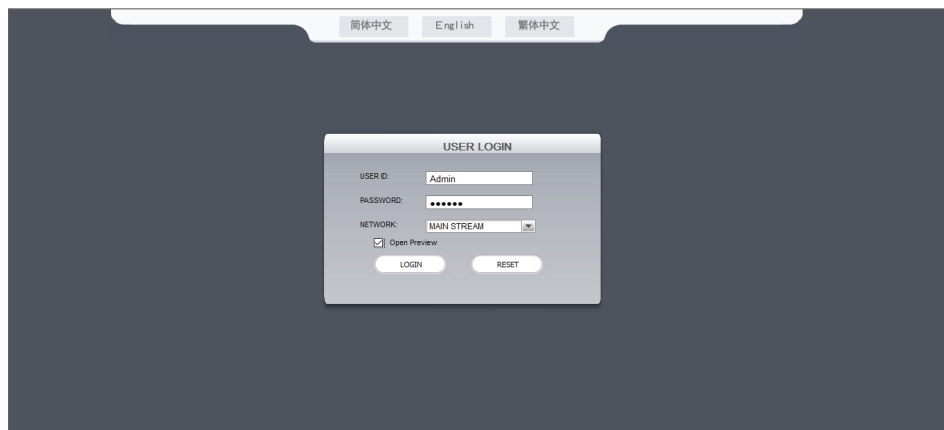 简体中文 English 繁体中文
USER LOGIN
USER ID: Admin
PASSWORD: ••••••
NETWORK: MAIN STREAM
Open Preview
LOGIN RESET